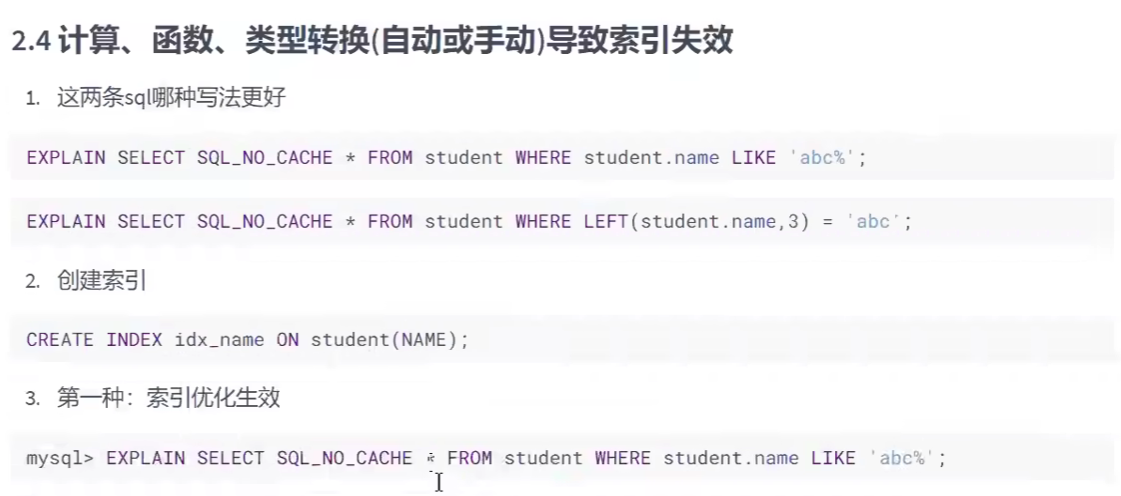 2.4 计算、函数、类型转换(自动或手动)导致索引失效
1. 这两条sql哪种写法更好
EXPLAIN SELECT SQL_NO_CACHE * FROM student WHERE student.name LIKE 'abc%';
EXPLAIN SELECT SQL_NO_CACHE * FROM student WHERE LEFT(student.name,3) = 'abc';
2. 创建索引
CREATE INDEX idx_name ON student(NAME);
3. 第一种：索引优化生效
mysql> EXPLAIN SELECT SQL_NO_CACHE * FROM student WHERE student.name LIKE 'abc%';